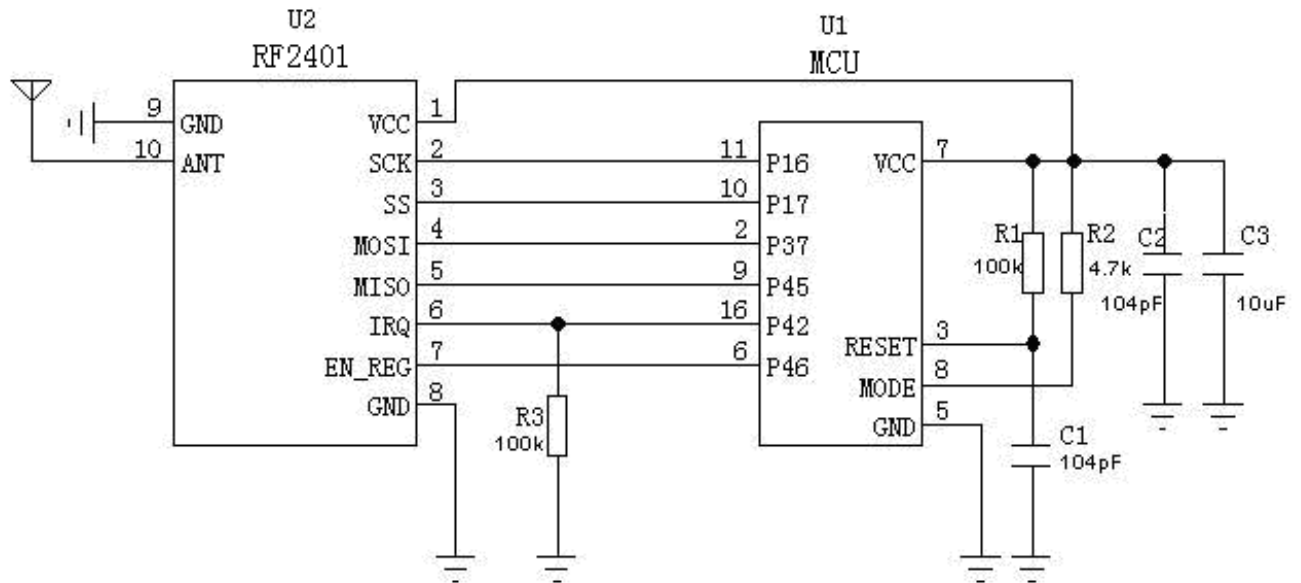 U2
RF2401
U1
MCU
9
GND
10
ANT
VCC
1
SCK
2
SS
3
MOSI
4
MISO
5
IRQ
6
EN_REG
7
GND
8
R3
100k
11
P16
10
P17
2
P37
9
P45
16
P42
6
P46
VCC
7
RESET
3
MODE
8
GND
5
R1
100k
R2
4.7k
C2
104pF
C3
10uF
C1
104pF